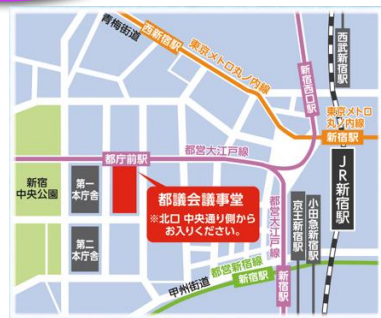 青梅街道
西新宿駅
東京メトロ丸ノ内線
新宿西口駅
西武新宿駅
東京メトロ
丸ノ内線
新宿駅
JR新宿駅
都庁前駅
都営大江戸線
新宿
中央公園
第一
本庁舎
都議会議事堂
※北口 中央通り側から
お入りください。
第二
本庁舎
都営大江戸線
新宿駅
京王新宿駅
小田急新宿駅
都営新宿線
新宿駅
甲州街道